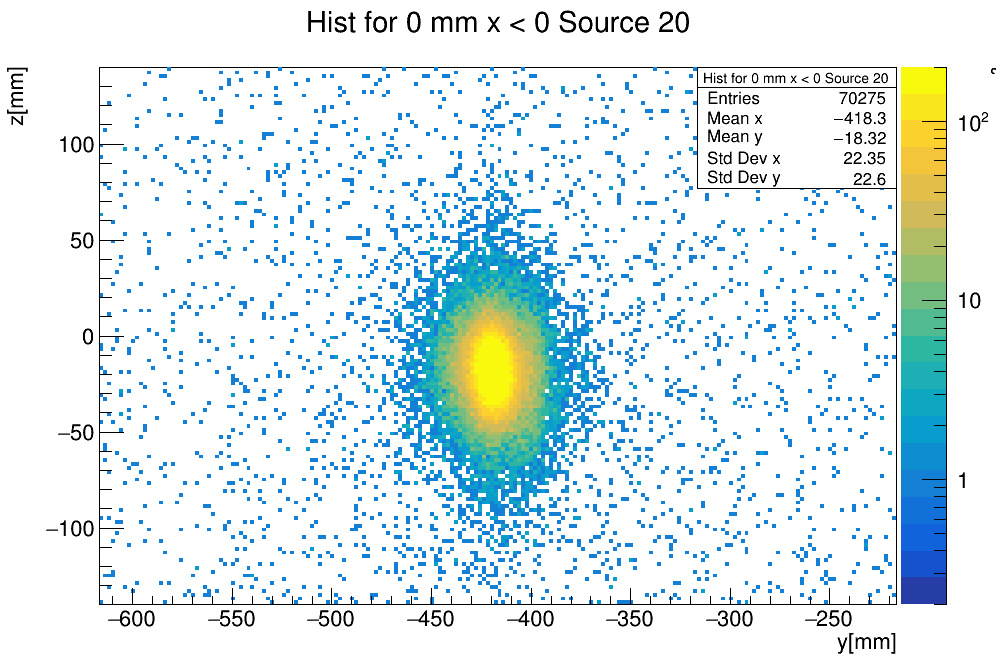 Hist for 0 mm x < 0 Source 20
z[mm]
Hist for 0 mm x < 0 Source 20
Entries 70275
Mean x −418.3
Mean y −18.32
Std Dev x 22.35
Std Dev y 22.6
100
50
0
−50
−100
−600 −550 −500 −450 −400 −350 −300 −250
y[mm]
10²
10
1